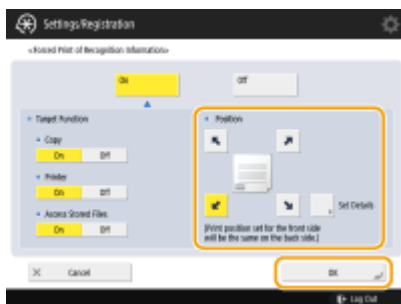 Settings/Registration
<Forced Print of Recognition Information>
On
Off
Target Function
Position
Copy
On Off
Printer
On Off
Set Details
Access Stored Files
On Off
[Print position set for the front side
will be the same on the back side.]
Cancel
OK
Log Out